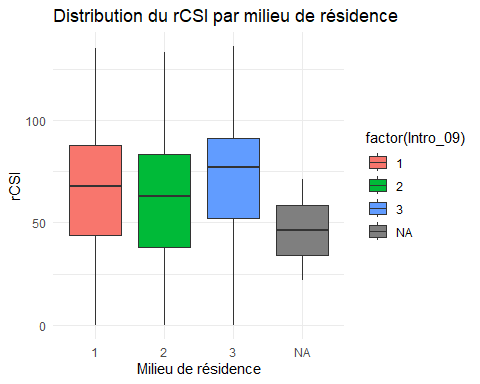 Distribution du rCSI par milieu de résidence
rCSI
100
50
0
1
2
3
NA
Milieu de résidence
factor(Intro_09)
1
2
3
NA